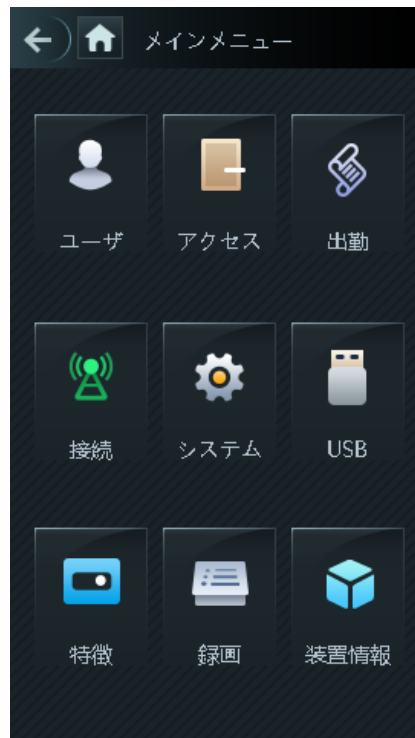 メインメニュー
ユーザ
アクセス
出勤
接続
システム
USB
特徴
録画
装置情報